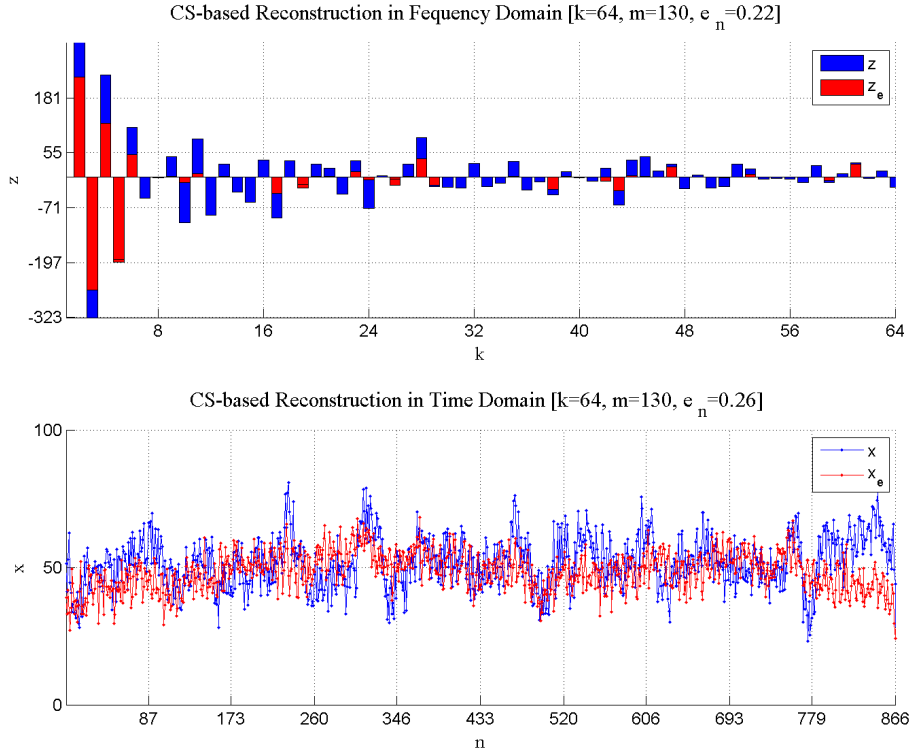 CS-based Reconstruction in Fequency Domain [k=64, m=130, e_n=0.22]
z
z_e
181
55
-71
-197
-323
z
8 16 24 32 40 48 56 64
k
CS-based Reconstruction in Time Domain [k=64, m=130, e_n=0.26]
x
x_e
100
50
0
x
87 173 260 346 433 520 606 693 779 866
n